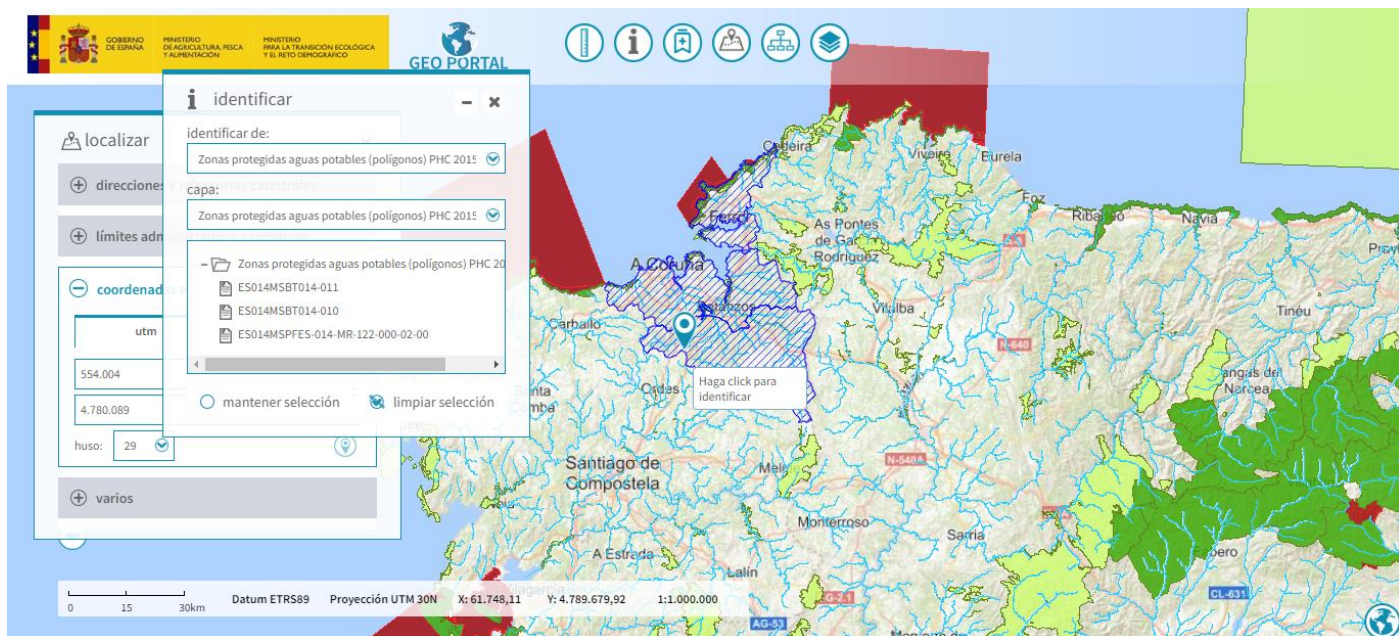 GOBIERNO
DE ESPAÑA
MINISTERIO
DE AGRICULTURA, PESCA
Y ALIMENTACIÓN
MINISTERIO
PARA LA TRANSICIÓN ECOLÓGICA
Y EL RETO DEMOGRÁFICO
GEO PORTAL
identificar
identificar de:
Zonas protegidas aguas potables (polígonos) PHC 2015
capa:
Zonas protegidas aguas potables (polígonos) PHC 2015
Zonas protegidas aguas potables (polígonos) PHC 20
ES014MSBT014-011
ES014MSBT014-010
ES014MSPFES-014-MR-122-000-02-00
mantener selección
limpiar selección
localizar
direcciones y
límites adm
coordenadas
utm
554.004
4.780.089
huso: 29
varios
Cedeira
Viveiro
Eurela
Foz
Ribadeo
Navia
Ferrol
As Pontes
de García
Rodríguez
A-8
A Coruña
Betanzos
Vilalba
Tinéu
Carballo
N-640
Cangas del
Narcea
Ordes
Haga click para
identificar
Santiago de
Compostela
N-540A
Monterroso
Sarria
A Estrada
Lalín
AG-53
CL-631
0 15 30km
Datum ETRS89 Proyección UTM 30N X: 61.748,11 Y: 4.789.679,92 1:1.000.000